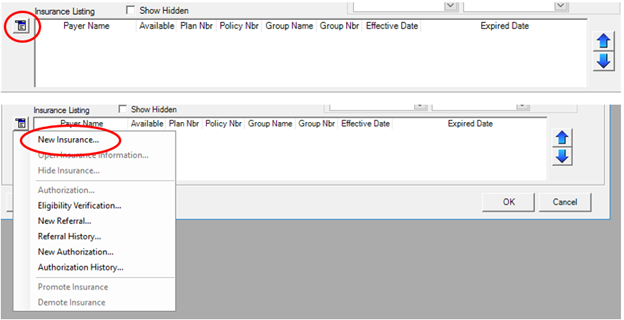 Insurance Listing Show Hidden
Payer Name Available Plan Nbr Policy Nbr Group Name Group Nbr Effective Date Expired Date
Insurance Listing Show Hidden
Payer Name Available Plan Nbr Policy Nbr Group Name Group Nbr Effective Date Expired Date
New Insurance...
Open Insurance Information...
Hide Insurance...
Authorization...
Eligibility Verification...
OK Cancel
New Referral...
Referral History...
New Authorization...
Authorization History...
Promote Insurance
Demote Insurance